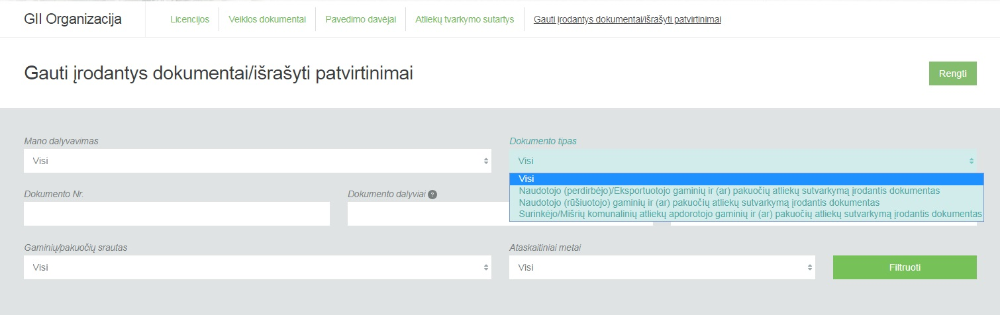 GII Organizacija
Licencijos
Veiklos dokumentai
Pavedimo davėjai
Atliekų tvarkymo sutartys
Gauti įrodantys dokumentai/išrašyti patvirtinimai
Gauti įrodantys dokumentai/išrašyti patvirtinimai
Rengti
Mano dalyvavimas
Visi
Dokumento tipas
Visi
Visi
Naudotojo (perdirbėjo)/Eksportuotojo gaminių ir (ar) pakuočių atliekų sutvarkymą įrodantis dokumentas
Naudotojo (rūšiuotojo) gaminių ir (ar) pakuočių atliekų sutvarkymą įrodantis dokumentas
Surinkėjo/Mišrių komunalinių atliekų apdorotojo gaminių ir (ar) pakuočių atliekų sutvarkymą įrodantis dokumentas
Dokumento Nr.
Dokumento dalyviai ?
Gaminių/pakuočių srautas
Visi
Ataskaitiniai metai
Visi
Filtruoti